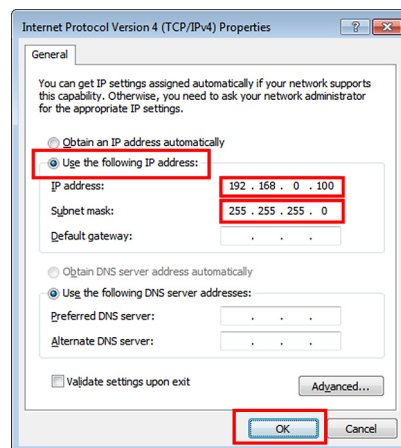 Internet Protocol Version 4 (TCP/IPv4) Properties
General
You can get IP settings assigned automatically if your network supports
this capability. Otherwise, you need to ask your network administrator
for the appropriate IP settings.
Obtain an IP address automatically
Use the following IP address:
IP address: 192 . 168 . 0 . 100
Subnet mask: 255 . 255 . 255 . 0
Default gateway: . . .
Obtain DNS server address automatically
Use the following DNS server addresses:
Preferred DNS server: . . .
Alternate DNS server: . . .
Validate settings upon exit
Advanced...
OK Cancel